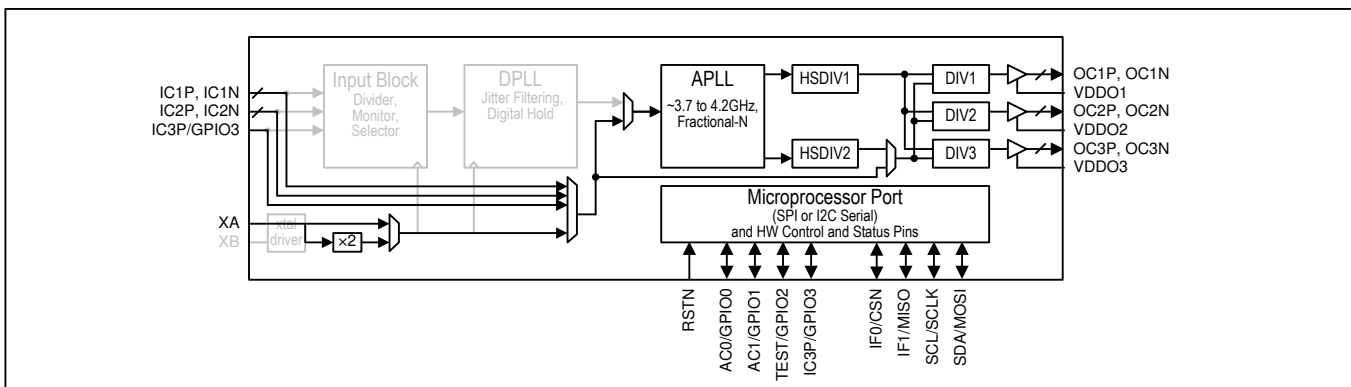 Input Block
Divider,
Monitor,
Selector
DPLL
Jitter Filtering,
Digital Hold
APLL
~3.7 to 4.2GHz,
Fractional-N
HSDIV1
HSDIV2
DIV1
DIV2
DIV3
IC1P, IC1N
IC2P, IC2N
IC3P/GPIO3
XA
XB
xtal
driver
×2
OC1P, OC1N
VDDO1
OC2P, OC2N
VDDO2
OC3P, OC3N
VDDO3
Microprocessor Port
(SPI or I2C Serial)
and HW Control and Status Pins
RSTN
AC0/GPIO0
AC1/GPIO1
TEST/GPIO2
IC3P/GPIO3
IF0/CSN
IF1/MISO
SCL/SCLK
SDA/MOSI